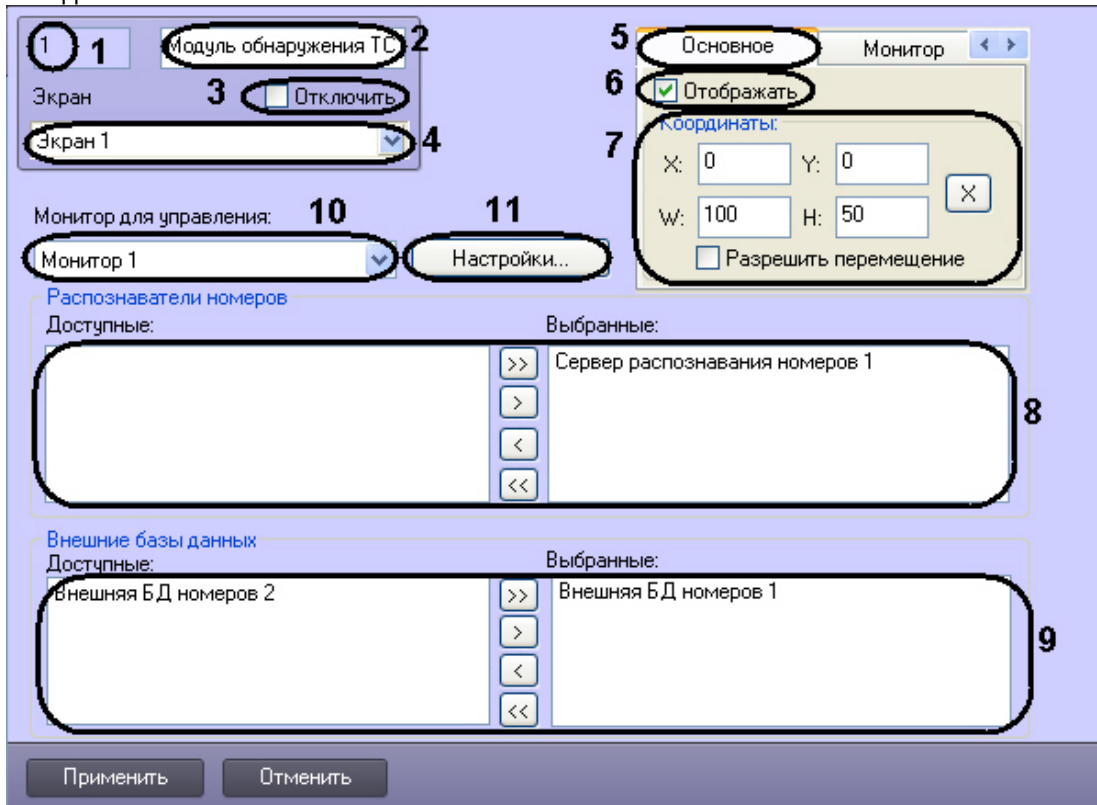 1 1 Модуль обнаружения ТС 2
Экран 3 Отключить
Экран 1 4
5 Основное Монитор < >
6 Отображать
7 Координаты:
X: 0 Y: 0
X
W: 100 H: 50
Разрешить перемещение
Монитор для управления: 10 11
Монитор 1 Настройки...
Распознаватели номеров
Доступные: Выбранные:
>> Сервер распознавания номеров 1
>
8
<
<<
Внешние базы данных
Доступные: Выбранные:
Внешняя БД номеров 2 >> Внешняя БД номеров 1
>
9
<
<<
Применить Отменить